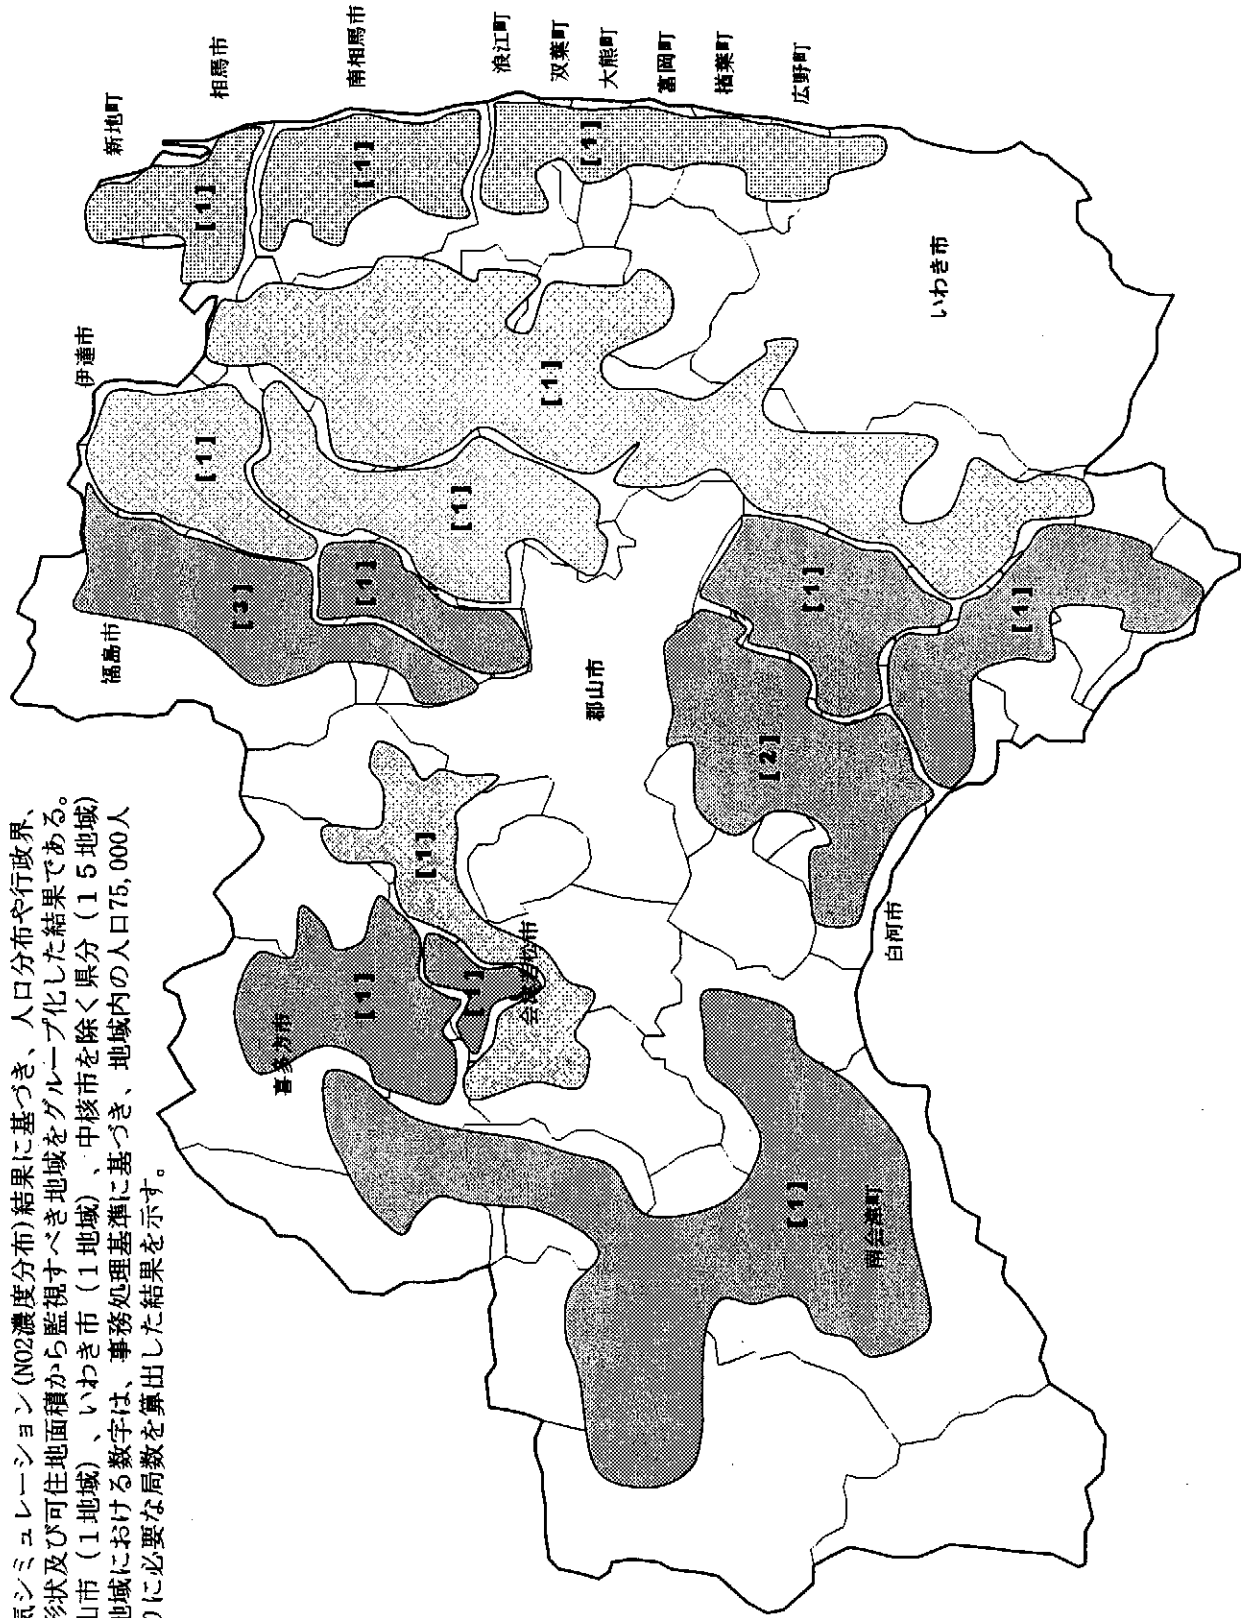 気シミュレーション(NO2濃度分布)結果に基づき、人口分布や行政界、
形状及び可住地面積から監視すべき地域をグループ化した結果である。
山市(1地域)、いわき市(1地域)、中核市を除く県分(15地域)
地域における数字は、事務処理基準に基づき、地域内の人口75,000人
りに必要な局数を算出した結果を示す。
新地町
相馬市
南相馬市
浪江町
双葉町
大熊町
富岡町
楢葉町
広野町
伊達市
福島市
郡山市
いわき市
喜多方市
会津若松市
白河市
南会津町
[1]
[1]
[1]
[1]
[1]
[1]
[3]
[1]
[1]
[1]
[2]
[1]
[1]
[1]
[1]